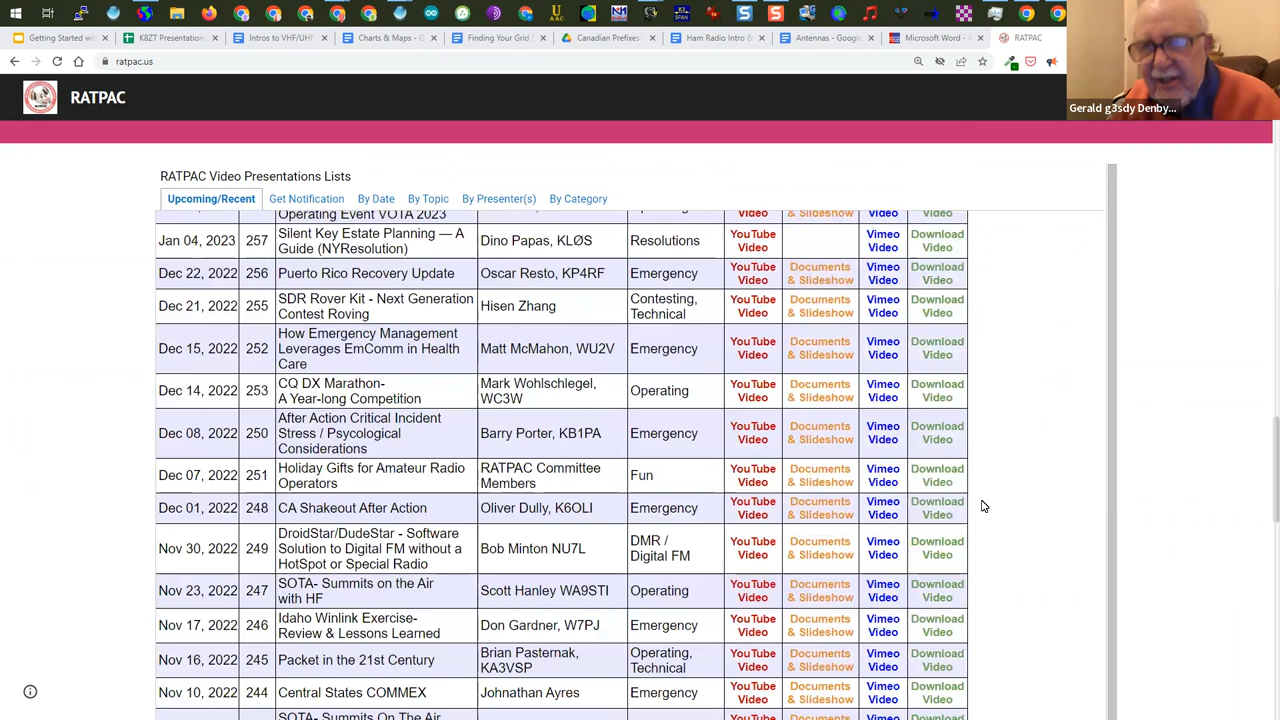 Getting Started with
K8ZT Presentation
Intros to VHF/UHF
Charts & Maps -
Finding Your Grid
Canadian Prefixes
Ham Radio Intro &
Antennas - Google
Microsoft Word -
RATPAC
ratpac.us
RATPAC
Gerald g3sdy Denby...
RATPAC Video Presentations Lists
Upcoming/Recent Get Notification By Date By Topic By Presenter(s) By Category
Operating Event VOTA 2023 Video & Slideshow Video Video
Jan 04, 2023 257 Silent Key Estate Planning — A Guide (NYResolution) Dino Papas, KLØS Resolutions YouTube Video Vimeo Video Download Video
Dec 22, 2022 256 Puerto Rico Recovery Update Oscar Resto, KP4RF Emergency YouTube Video Documents & Slideshow Vimeo Video Download Video
Dec 21, 2022 255 SDR Rover Kit - Next Generation Contest Roving Hisen Zhang Contesting, Technical YouTube Video Documents & Slideshow Vimeo Video Download Video
Dec 15, 2022 252 How Emergency Management Leverages EmComm in Health Care Matt McMahon, WU2V Emergency YouTube Video Documents & Slideshow Vimeo Video Download Video
Dec 14, 2022 253 CQ DX Marathon- A Year-long Competition Mark Wohlschlegel, WC3W Operating YouTube Video Documents & Slideshow Vimeo Video Download Video
Dec 08, 2022 250 After Action Critical Incident Stress / Psycological Considerations Barry Porter, KB1PA Emergency YouTube Video Documents & Slideshow Vimeo Video Download Video
Dec 07, 2022 251 Holiday Gifts for Amateur Radio Operators RATPAC Committee Members Fun YouTube Video Documents & Slideshow Vimeo Video Download Video
Dec 01, 2022 248 CA Shakeout After Action Oliver Dully, K6OLI Emergency YouTube Video Documents & Slideshow Vimeo Video Download Video
Nov 30, 2022 249 DroidStar/DudeStar - Software Solution to Digital FM without a HotSpot or Special Radio Bob Minton NU7L DMR / Digital FM YouTube Video Documents & Slideshow Vimeo Video Download Video
Nov 23, 2022 247 SOTA- Summits on the Air with HF Scott Hanley WA9STI Operating YouTube Video Documents & Slideshow Vimeo Video Download Video
Nov 17, 2022 246 Idaho Winlink Exercise- Review & Lessons Learned Don Gardner, W7PJ Emergency YouTube Video Documents & Slideshow Vimeo Video Download Video
Nov 16, 2022 245 Packet in the 21st Century Brian Pasternak, KA3VSP Operating, Technical YouTube Video Documents & Slideshow Vimeo Video Download Video
Nov 10, 2022 244 Central States COMMEX Johnathan Ayres Emergency YouTube Video Documents & Slideshow Vimeo Video Download Video
SOTA- Summits On The Air YouTube Documents Vimeo Download